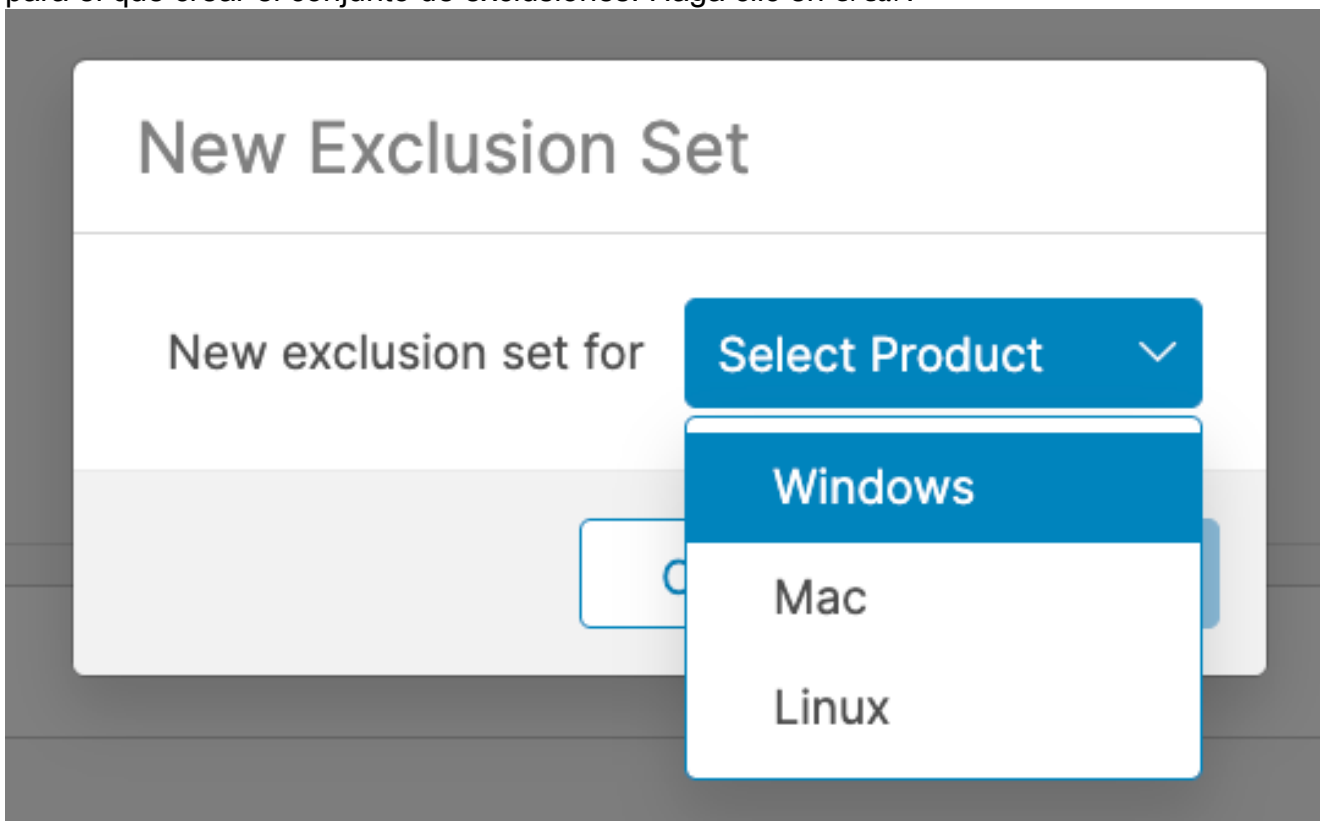 New Exclusion Set
New exclusion set for
Select Product
Windows
Mac
Linux